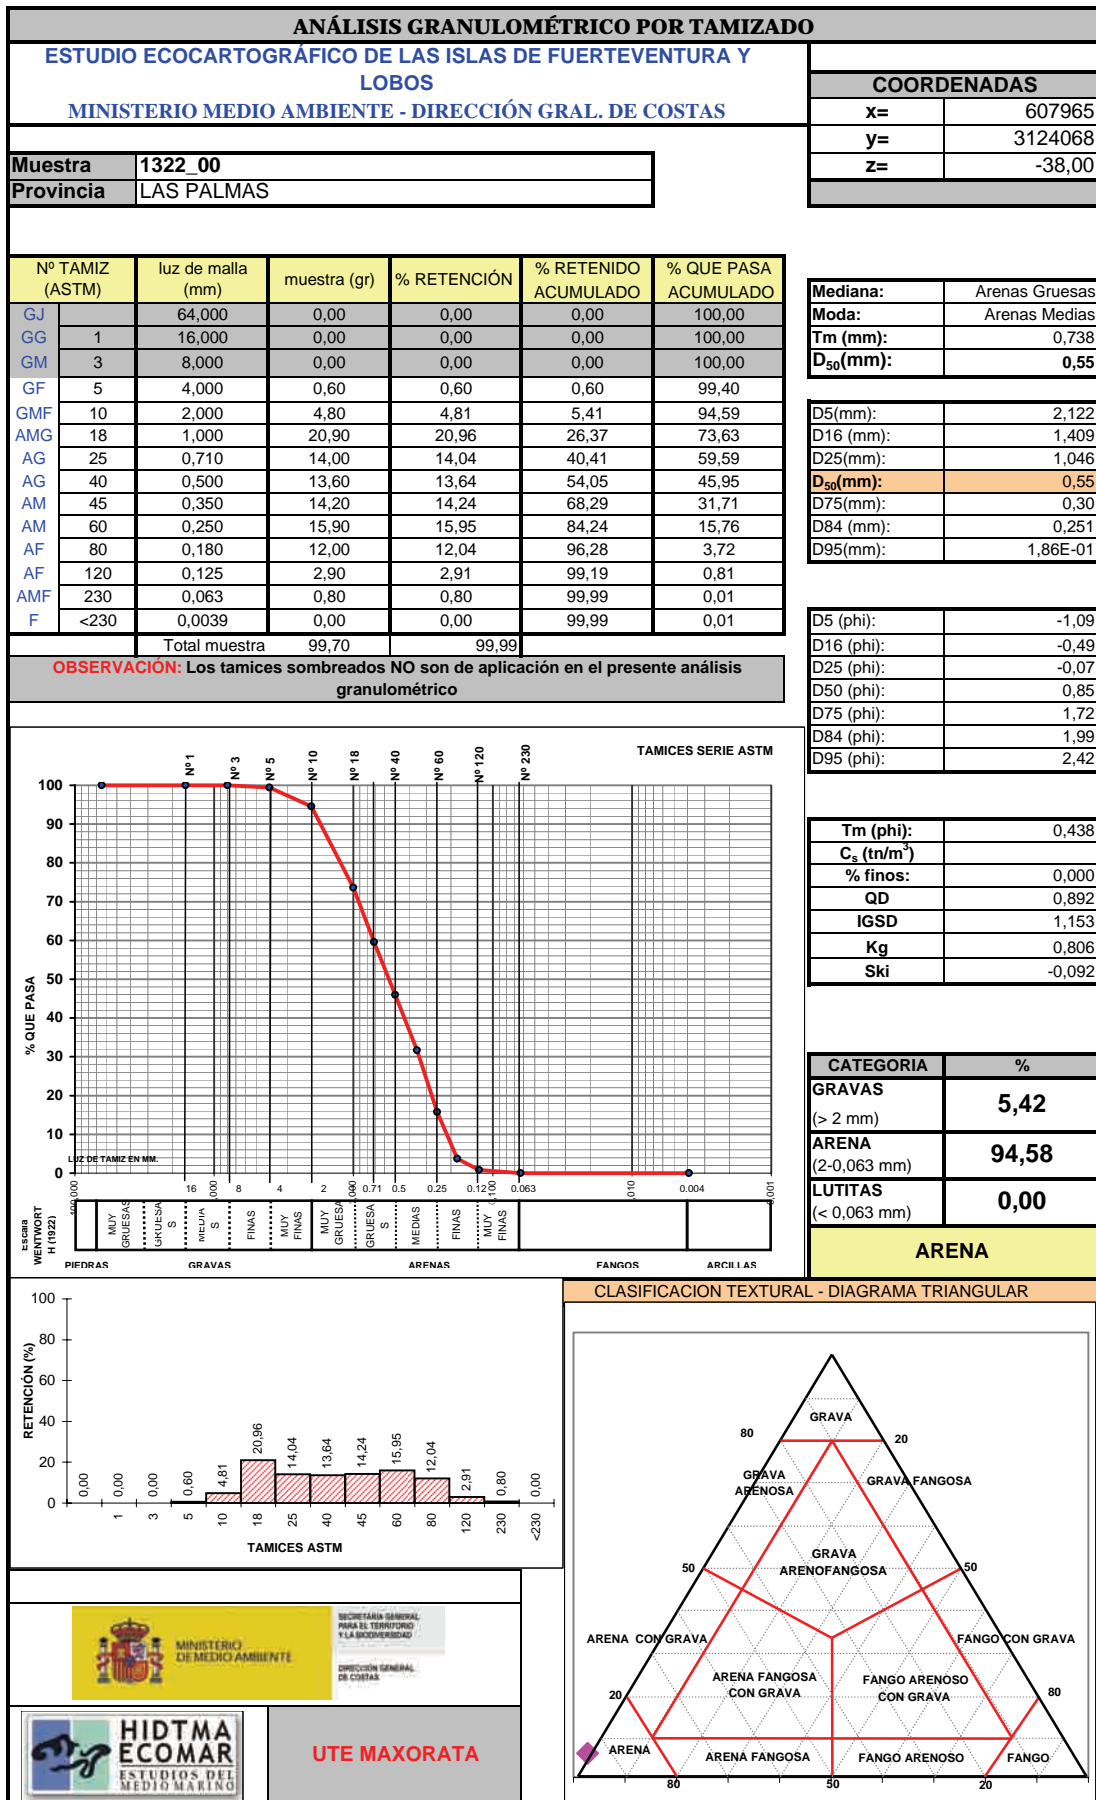 ANÁLISIS GRANULOMÉTRICO POR TAMIZADO
ESTUDIO ECOCARTOGRÁFICO DE LAS ISLAS DE FUERTEVENTURA Y
LOBOS
MINISTERIO MEDIO AMBIENTE - DIRECCIÓN GRAL. DE COSTAS
COORDENADAS
x= 607965
y= 3124068
z= -38,00
Muestra 1322_00
Provincia LAS PALMAS
Nº TAMIZ (ASTM) luz de malla (mm) muestra (gr) % RETENCIÓN % RETENIDO ACUMULADO % QUE PASA ACUMULADO
GJ 64,000 0,00 0,00 0,00 100,00
GG 1 16,000 0,00 0,00 0,00 100,00
GM 3 8,000 0,00 0,00 0,00 100,00
GF 5 4,000 0,60 0,60 0,60 99,40
GMF 10 2,000 4,80 4,81 5,41 94,59
AMG 18 1,000 20,90 20,96 26,37 73,63
AG 25 0,710 14,00 14,04 40,41 59,59
AG 40 0,500 13,60 13,64 54,05 45,95
AM 45 0,350 14,20 14,24 68,29 31,71
AM 60 0,250 15,90 15,95 84,24 15,76
AF 80 0,180 12,00 12,04 96,28 3,72
AF 120 0,125 2,90 2,91 99,19 0,81
AMF 230 0,063 0,80 0,80 99,99 0,01
F <230 0,0039 0,00 0,00 99,99 0,01
Total muestra 99,70 99,99
OBSERVACIÓN: Los tamices sombreados NO son de aplicación en el presente análisis
granulométrico
Mediana: Arenas Gruesas
Moda: Arenas Medias
Tm (mm): 0,738
D50(mm): 0,55
D5(mm): 2,122
D16 (mm): 1,409
D25(mm): 1,046
D50(mm): 0,55
D75(mm): 0,30
D84 (mm): 0,251
D95(mm): 1,86E-01
D5 (phi): -1,09
D16 (phi): -0,49
D25 (phi): -0,07
D50 (phi): 0,85
D75 (phi): 1,72
D84 (phi): 1,99
D95 (phi): 2,42
Tm (phi): 0,438
Cs (tn/m3)
% finos: 0,000
QD 0,892
IGSD 1,153
Kg 0,806
Ski -0,092
CATEGORIA %
GRAVAS (> 2 mm) 5,42
ARENA (2-0,063 mm) 94,58
LUTITAS (< 0,063 mm) 0,00
ARENA
TAMICES SERIE ASTM
Nº 1 Nº 3 Nº 5 Nº 10 Nº 18 Nº 40 Nº 60 Nº 120 Nº 230
% QUE PASA
100
90
80
70
60
50
40
30
20
10
0
LUZ DE TAMIZ EN MM.
16 8 4 2 1 0.71 0.5 0.25 0.12 0.063 0.004
,010 ,001
Escala
WENTWORT
H (1922)
MUY GRUESAS GRUESA S MEDIA S FINAS MUY FINAS MUY GRUESA GRUESA S MEDIAS FINAS MUY FINAS
PIEDRAS GRAVAS ARENAS FANGOS ARCILLAS
RETENCIÓN (%)
100
80
60
40
20
0
0,00 0,00 0,00 0,60 4,81 20,96 14,04 13,64 14,24 15,95 12,04 2,91 0,80 0,00
1 3 5 10 18 25 40 45 60 80 120 230 <230
TAMICES ASTM
CLASIFICACION TEXTURAL - DIAGRAMA TRIANGULAR
GRAVA
80 20
GRAVA
ARENOSA
GRAVA FANGOSA
GRAVA
ARENOFANGOSA
50 50
ARENA CON GRAVA
FANGO CON GRAVA
ARENA FANGOSA
CON GRAVA
FANGO ARENOSO
CON GRAVA
20 80
ARENA
ARENA FANGOSA
FANGO ARENOSO
FANGO
80 50 20
MINISTERIO
DE MEDIO AMBIENTE
SECRETARÍA GENERAL
PARA EL TERRITORIO
Y LA BIODIVERSIDAD
DIRECCIÓN GENERAL
DE COSTAS
HIDTMA
ECOMAR
ESTUDIOS DEL
MEDIO MARINO
UTE MAXORATA